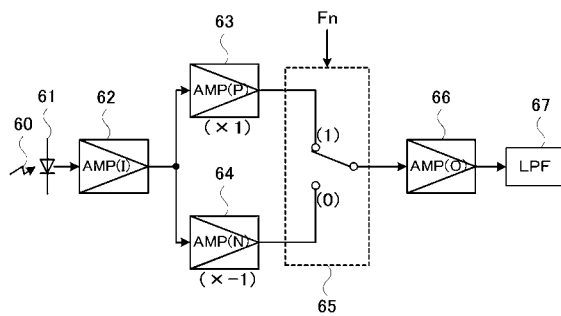 Fn
63
61
62
60
AMP(I)
AMP(P)
(×1)
(1)
66
67
AMP(O)
LPF
64
(0)
AMP(N)
(×-1)
65